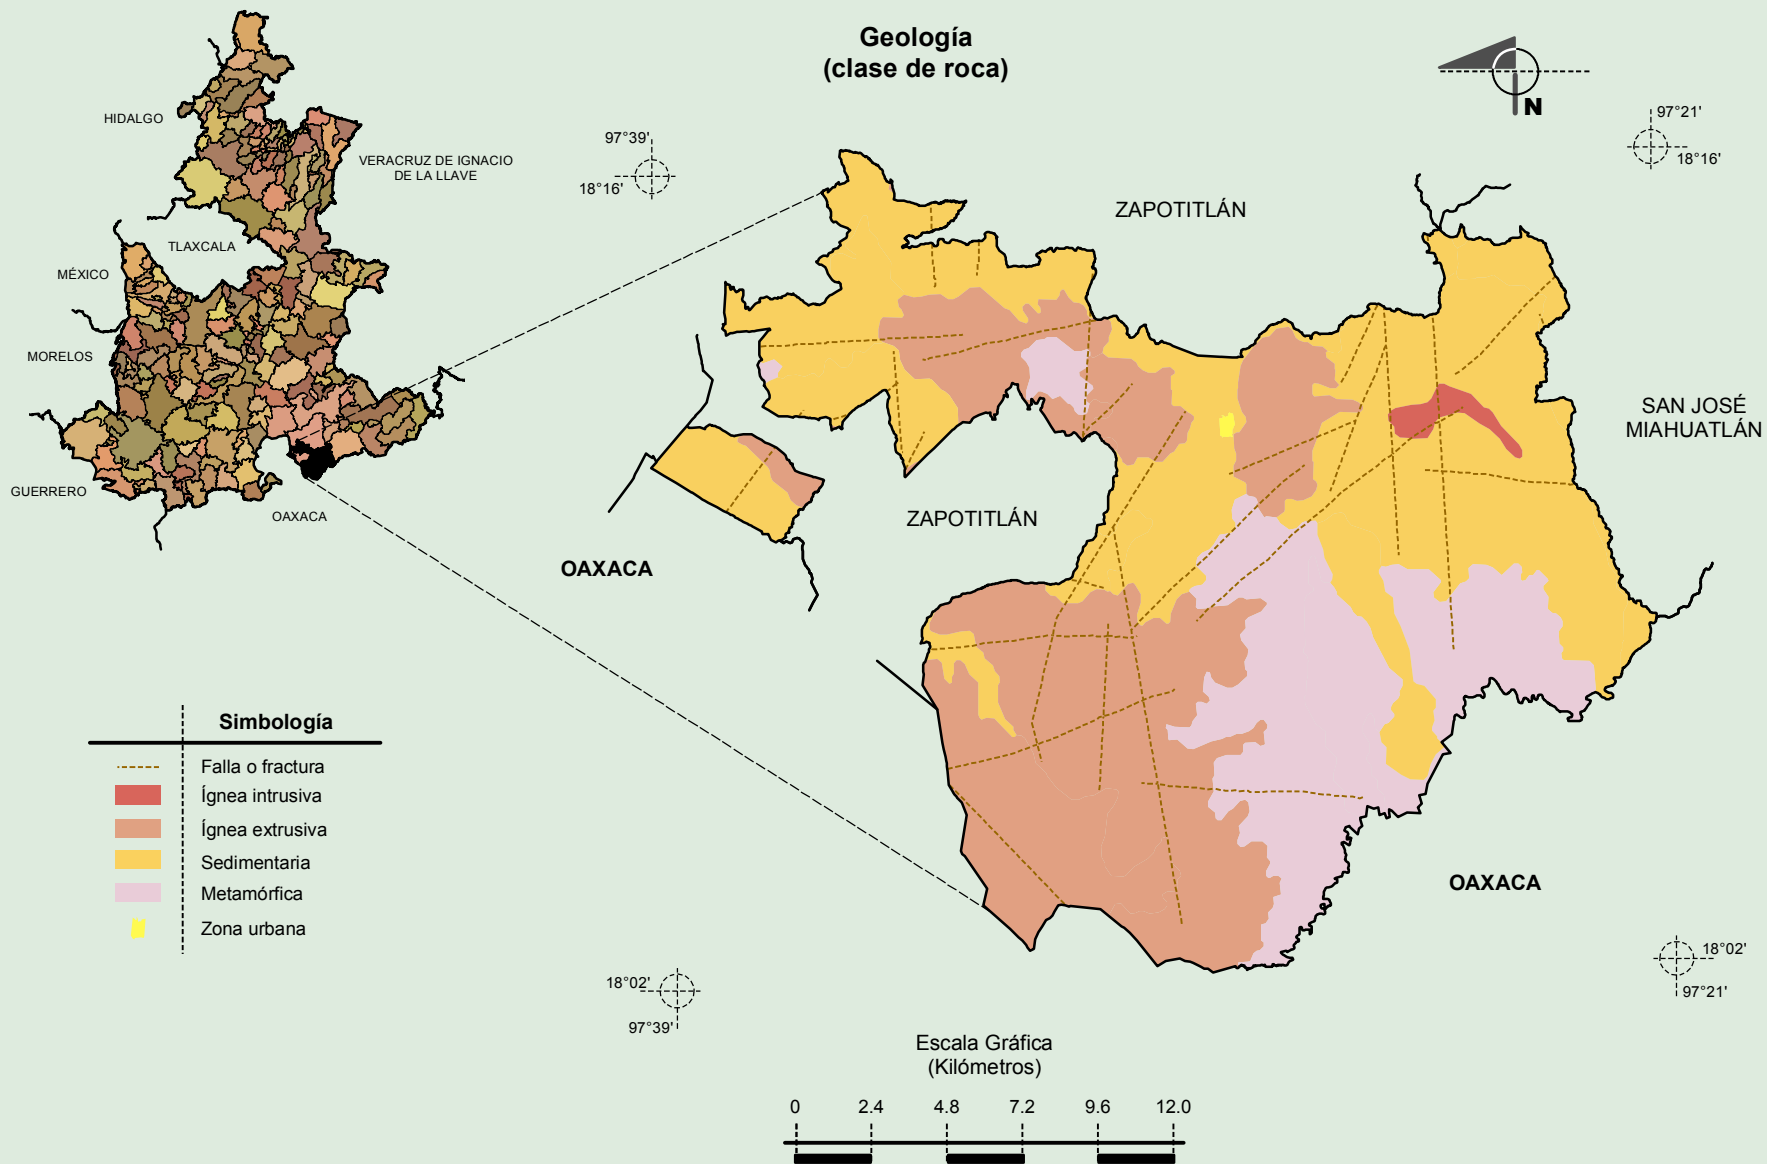 Geología
(clase de roca)
N
HIDALGO
VERACRUZ DE IGNACIO
DE LA LLAVE
TLAXCALA
MÉXICO
MORELOS
GUERRERO
OAXACA
97°39'
18°16'
97°21'
18°16'
ZAPOTITLÁN
SAN JOSÉ
MIAHUATLÁN
ZAPOTITLÁN
OAXACA
OAXACA
Simbología
Falla o fractura
Ígnea intrusiva
Ígnea extrusiva
Sedimentaria
Metamórfica
Zona urbana
18°02'
97°39'
18°02'
97°21'
Escala Gráfica
(Kilómetros)
0 2.4 4.8 7.2 9.6 12.0